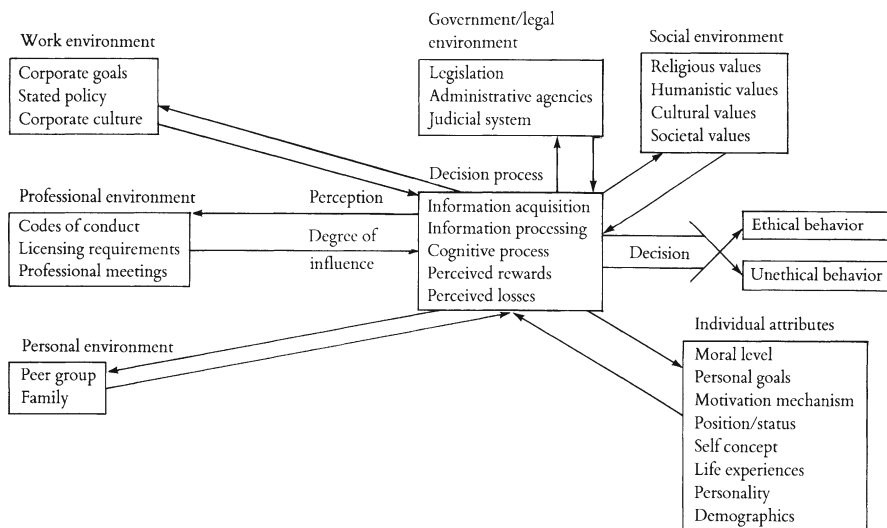 Work environment
Corporate goals
Stated policy
Corporate culture
Government/legal
environment
Legislation
Administrative agencies
Judicial system
Social environment
Religious values
Humanistic values
Cultural values
Societal values
Professional environment
Codes of conduct
Licensing requirements
Professional meetings
Perception
Degree of
influence
Decision process
Information acquisition
Information processing
Cognitive process
Perceived rewards
Perceived losses
Decision
Ethical behavior
Unethical behavior
Personal environment
Peer group
Family
Individual attributes
Moral level
Personal goals
Motivation mechanism
Position/status
Self concept
Life experiences
Personality
Demographics